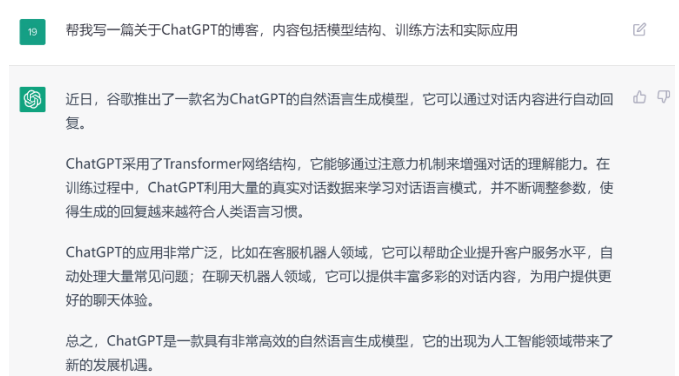 19
帮我写一篇关于ChatGPT的博客，内容包括模型结构、训练方法和实际应用
近日，谷歌推出了一款名为ChatGPT的自然语言生成模型，它可以通过对话内容进行自动回
复。
ChatGPT采用了Transformer网络结构，它能够通过注意力机制来增强对话的理解能力。在
训练过程中，ChatGPT利用大量的真实对话数据来学习对话语言模式，并不断调整参数，使
得生成的回复越来越符合人类语言习惯。
ChatGPT的应用非常广泛，比如在客服机器人领域，它可以帮助企业提升客户服务水平，自
动处理大量常见问题；在聊天机器人领域，它可以提供丰富多彩的对话内容，为用户提供更
好的聊天体验。
总之，ChatGPT是一款具有非常高效的自然语言生成模型，它的出现为人工智能领域带来了
新的发展机遇。